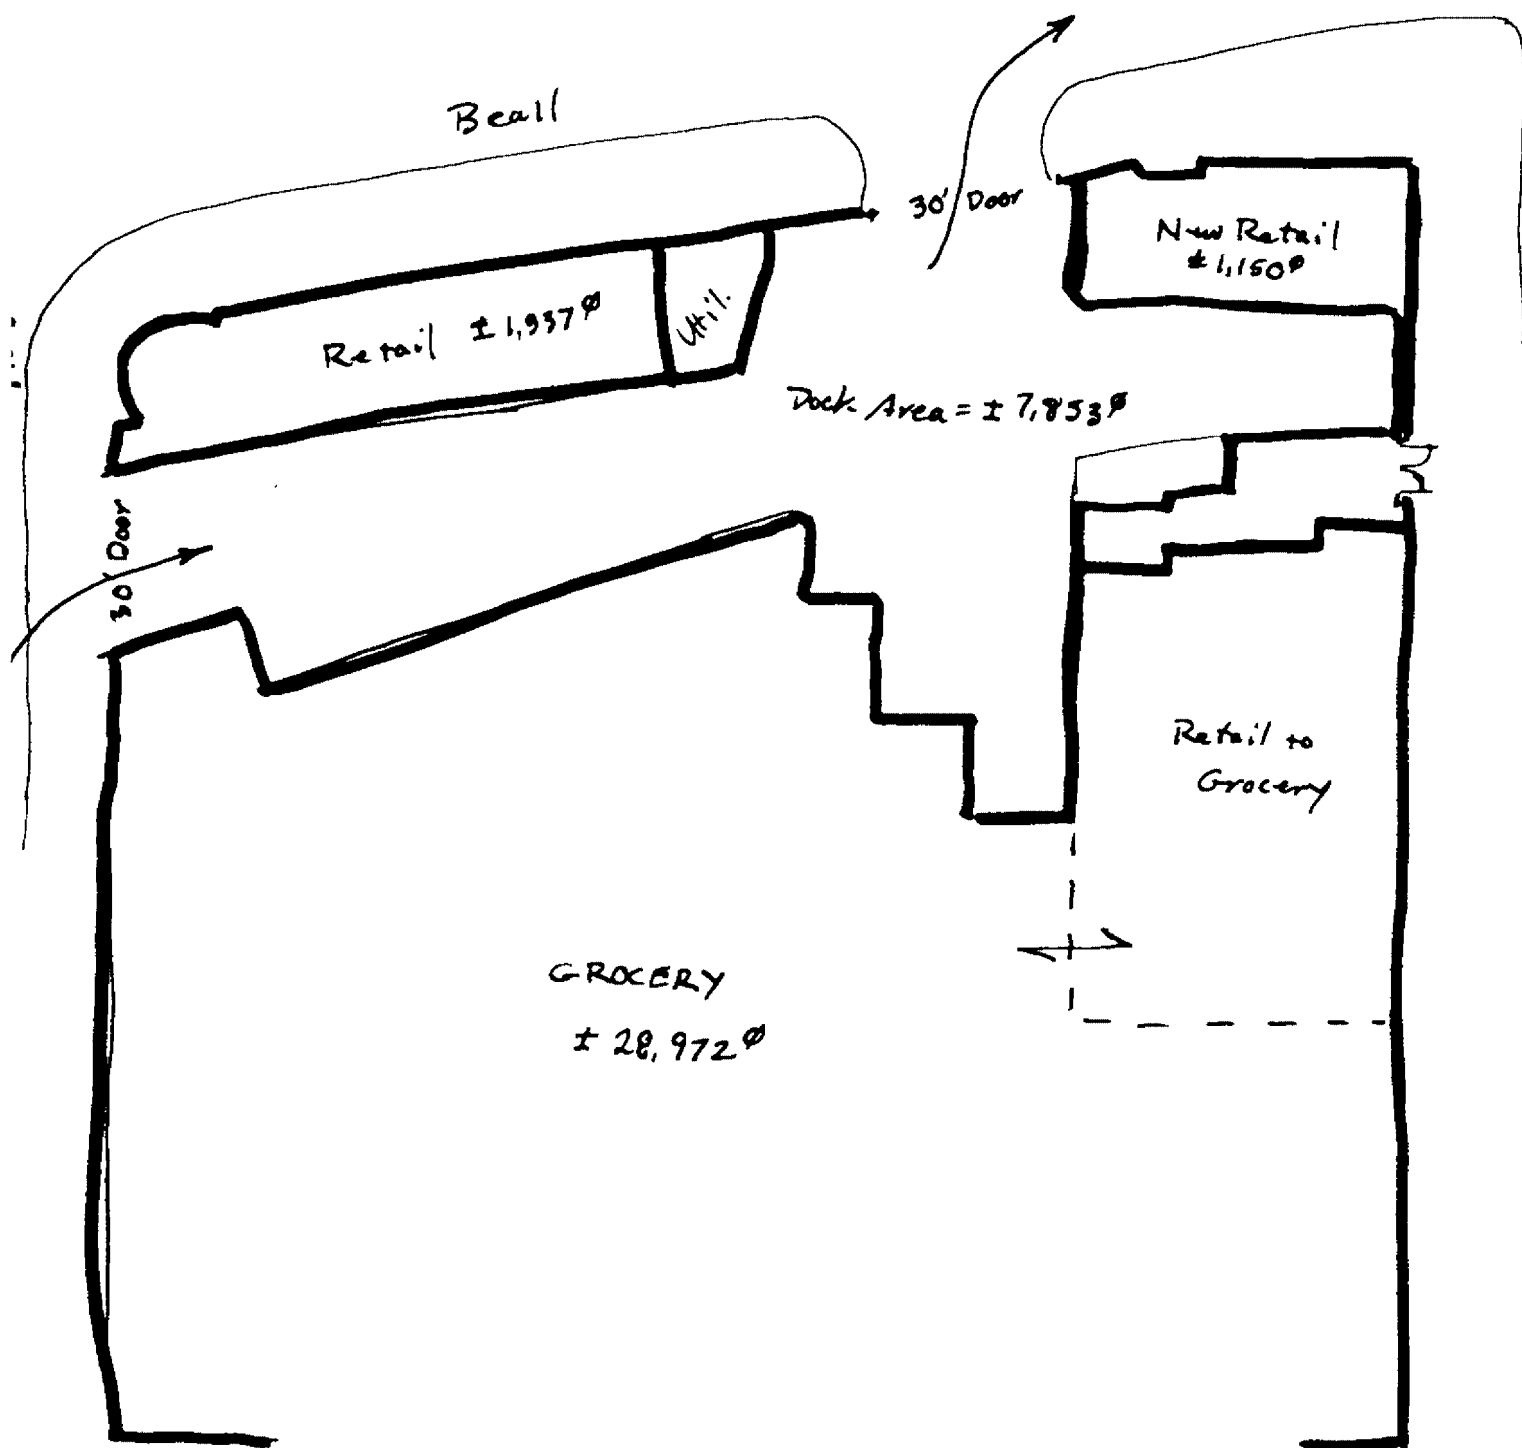 Beall
30' Door
New Retail
± 1,150 ⌀
Retail ± 1,937 ⌀
Util.
Dock Area = ± 7,853 ⌀
30' Door
Retail to
Grocery
GROCERY
± 28,972 ⌀